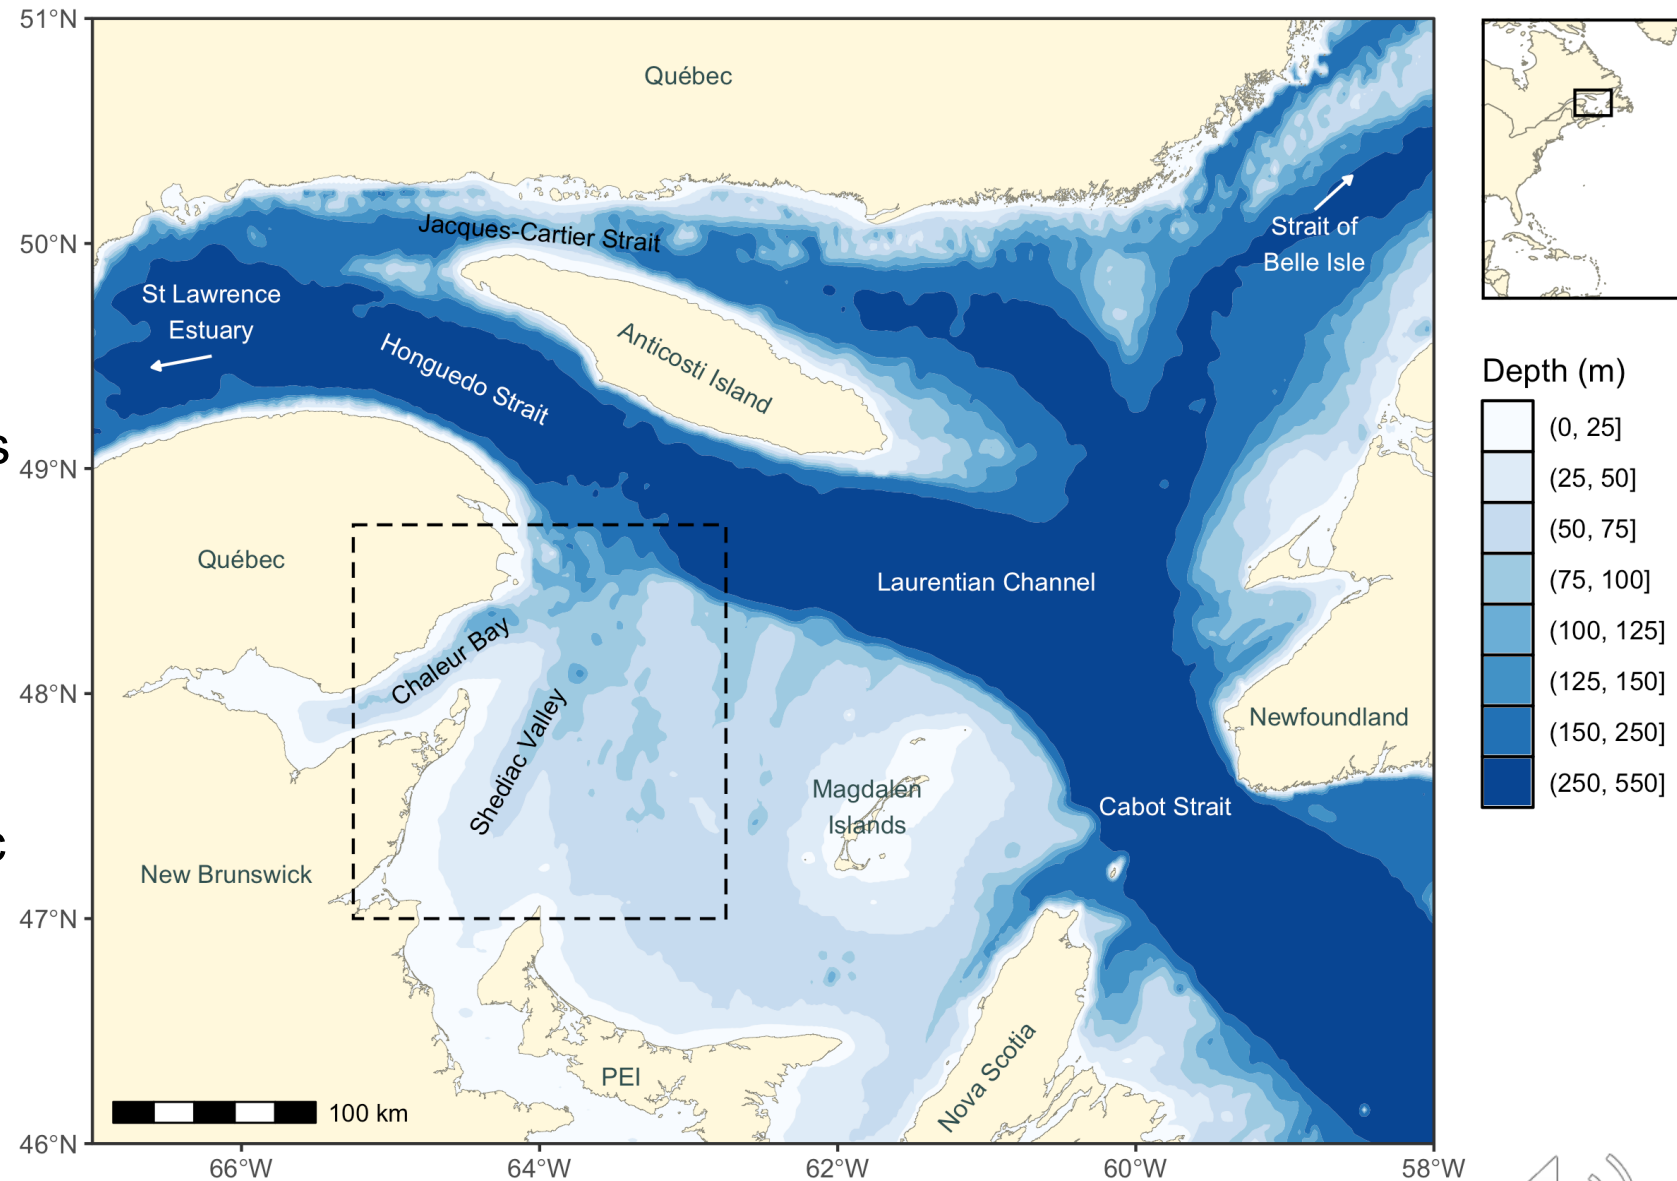 51°N
50°N
49°N
48°N
47°N
46°N
66°W
64°W
62°W
60°W
58°W
Québec
Jacques-Cartier Strait
St Lawrence
Estuary
Honguedo Strait
Anticosti Island
Strait of
Belle Isle
Québec
Laurentian Channel
Chaleur Bay
Shediac Valley
Newfoundland
Magdalen
Islands
Cabot Strait
New Brunswick
PEI
Nova Scotia
100 km
Depth (m)
(0, 25]
(25, 50]
(50, 75]
(75, 100]
(100, 125]
(125, 150]
(150, 250]
(250, 550]
s
c